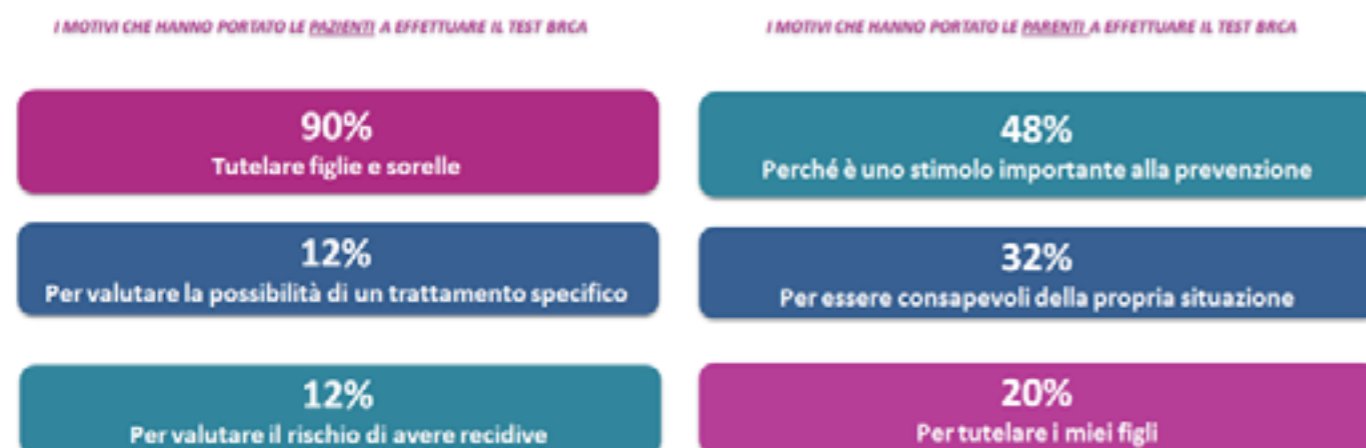 I MOTIVI CHE HANNO PORTATO LE PAZIENTI A EFFETTUARE IL TEST BRCA
90%
Tutelare figlie e sorelle
12%
Per valutare la possibilità di un trattamento specifico
12%
Per valutare il rischio di avere recidive
I MOTIVI CHE HANNO PORTATO LE PARENTI A EFFETTUARE IL TEST BRCA
48%
Perché è uno stimolo importante alla prevenzione
32%
Per essere consapevoli della propria situazione
20%
Per tutelare i miei figli